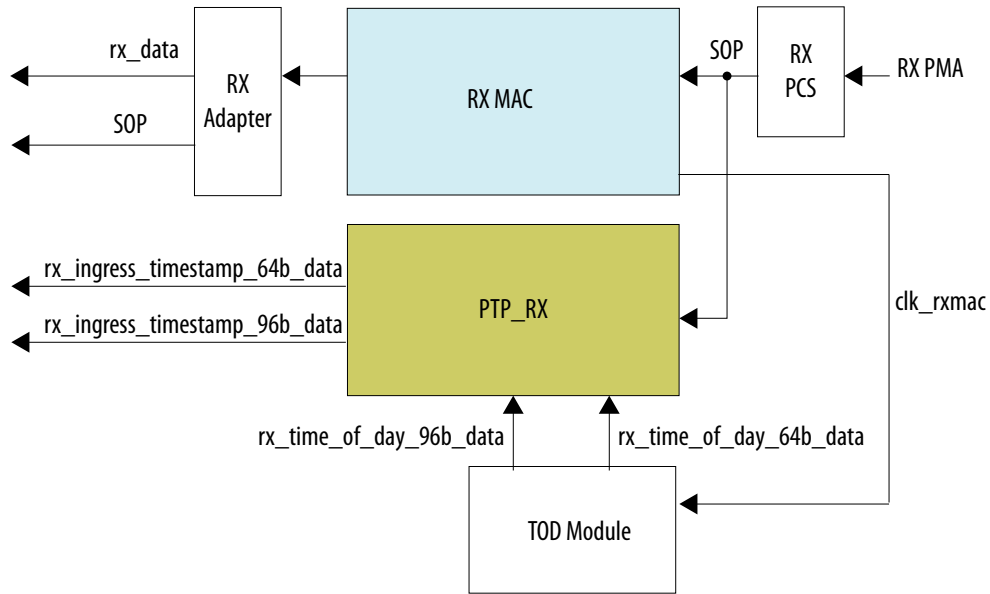 rx_data
SOP
RX
Adapter
RX MAC
SOP
RX
PCS
RX PMA
rx_ingress_timestamp_64b_data
rx_ingress_timestamp_96b_data
PTP_RX
clk_rxmac
rx_time_of_day_96b_data
rx_time_of_day_64b_data
TOD Module